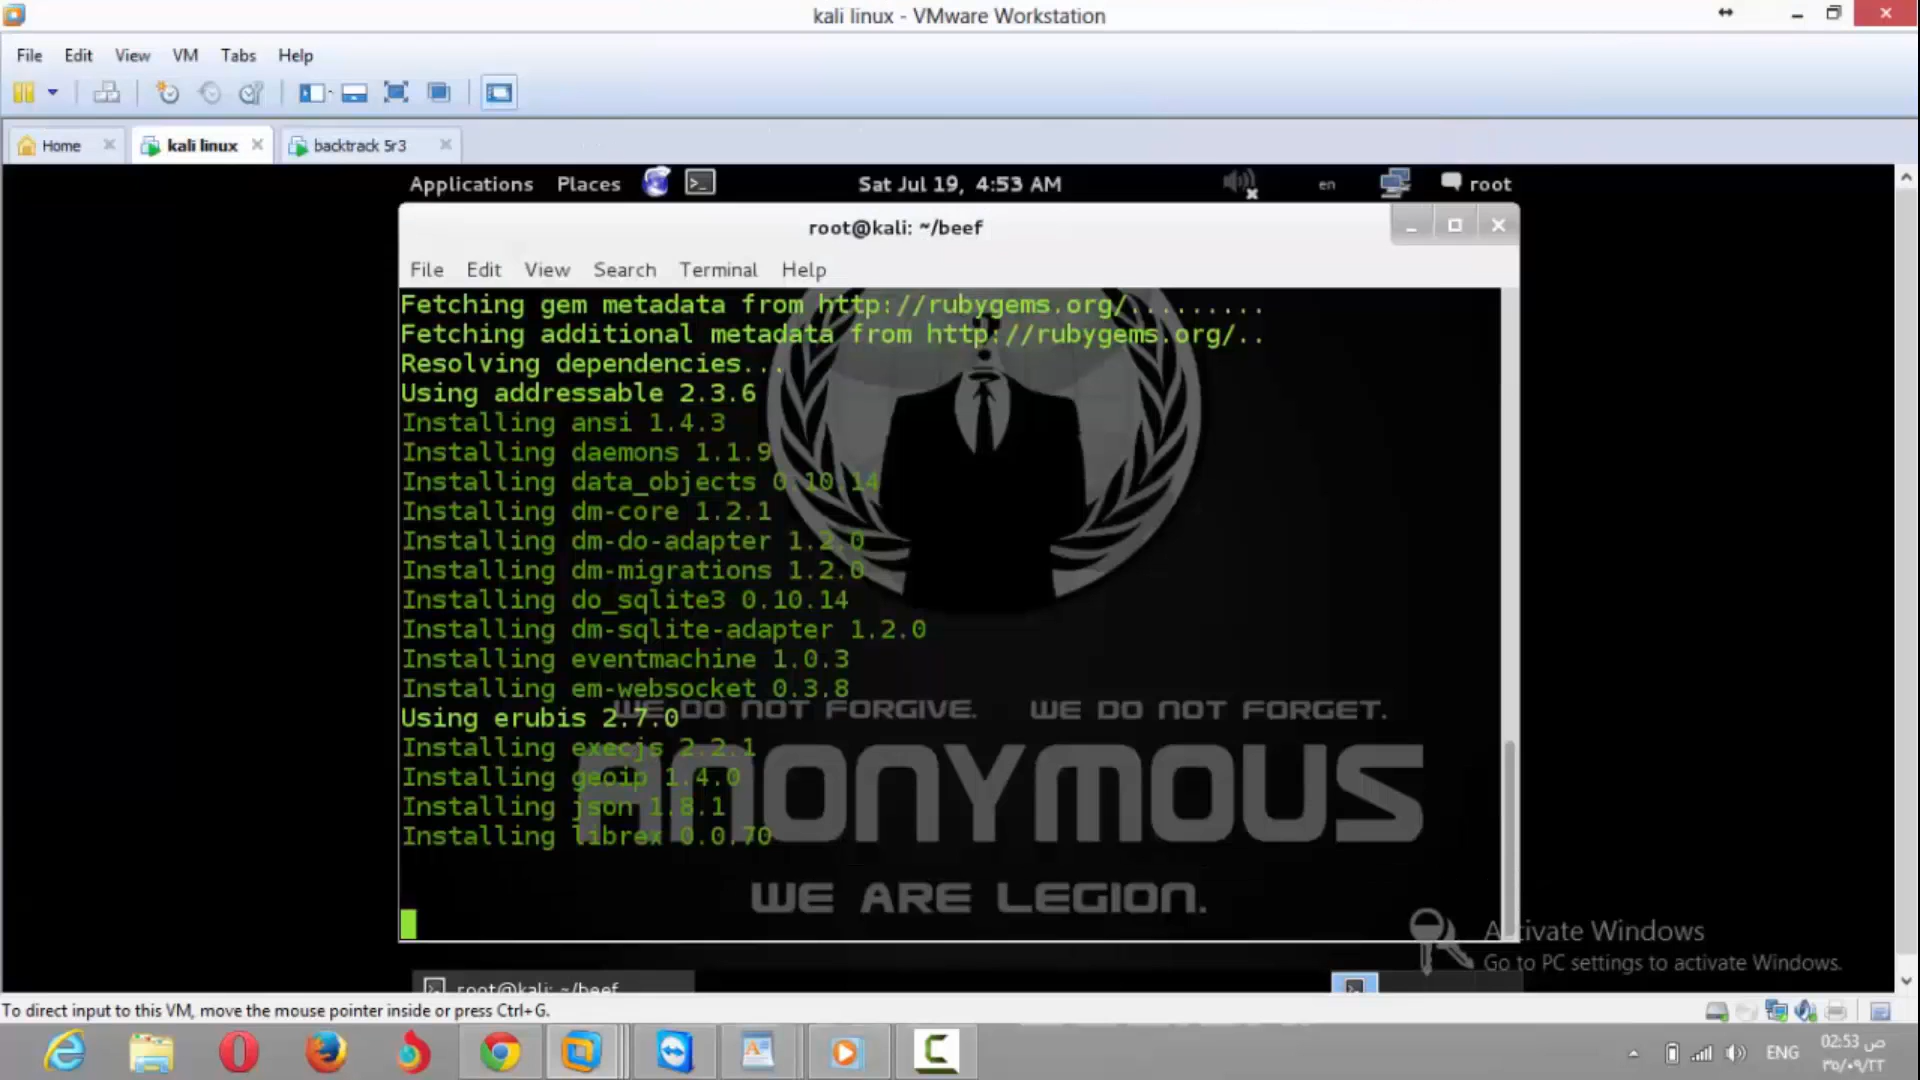 kali linux - VMware Workstation
File Edit View VM Tabs Help
Home kali linux backtrack 5r3
Applications Places Sat Jul 19, 4:53 AM en root
root@kali: ~/beef
File Edit View Search Terminal Help
Fetching gem metadata from http://rubygems.org/.........
Fetching additional metadata from http://rubygems.org/..
Resolving dependencies...
Using addressable 2.3.6
Installing ansi 1.4.3
Installing daemons 1.1.9
Installing data_objects 0.10.14
Installing dm-core 1.2.1
Installing dm-do-adapter 1.2.0
Installing dm-migrations 1.2.0
Installing do_sqlite3 0.10.14
Installing dm-sqlite-adapter 1.2.0
Installing eventmachine 1.0.3
Installing em-websocket 0.3.8
WE DO NOT FORGIVE. WE DO NOT FORGET.
Using erubis 2.7.0
Installing execjs 2.2.1
Installing geoip 1.4.0
Installing json 1.8.1
Installing librex 0.0.70
ANONYMOUS
WE ARE LEGION.
Activate Windows
Go to PC settings to activate Windows.
root@kali: ~/beef
To direct input to this VM, move the mouse pointer inside or press Ctrl+G.
ENG
02:53 ص